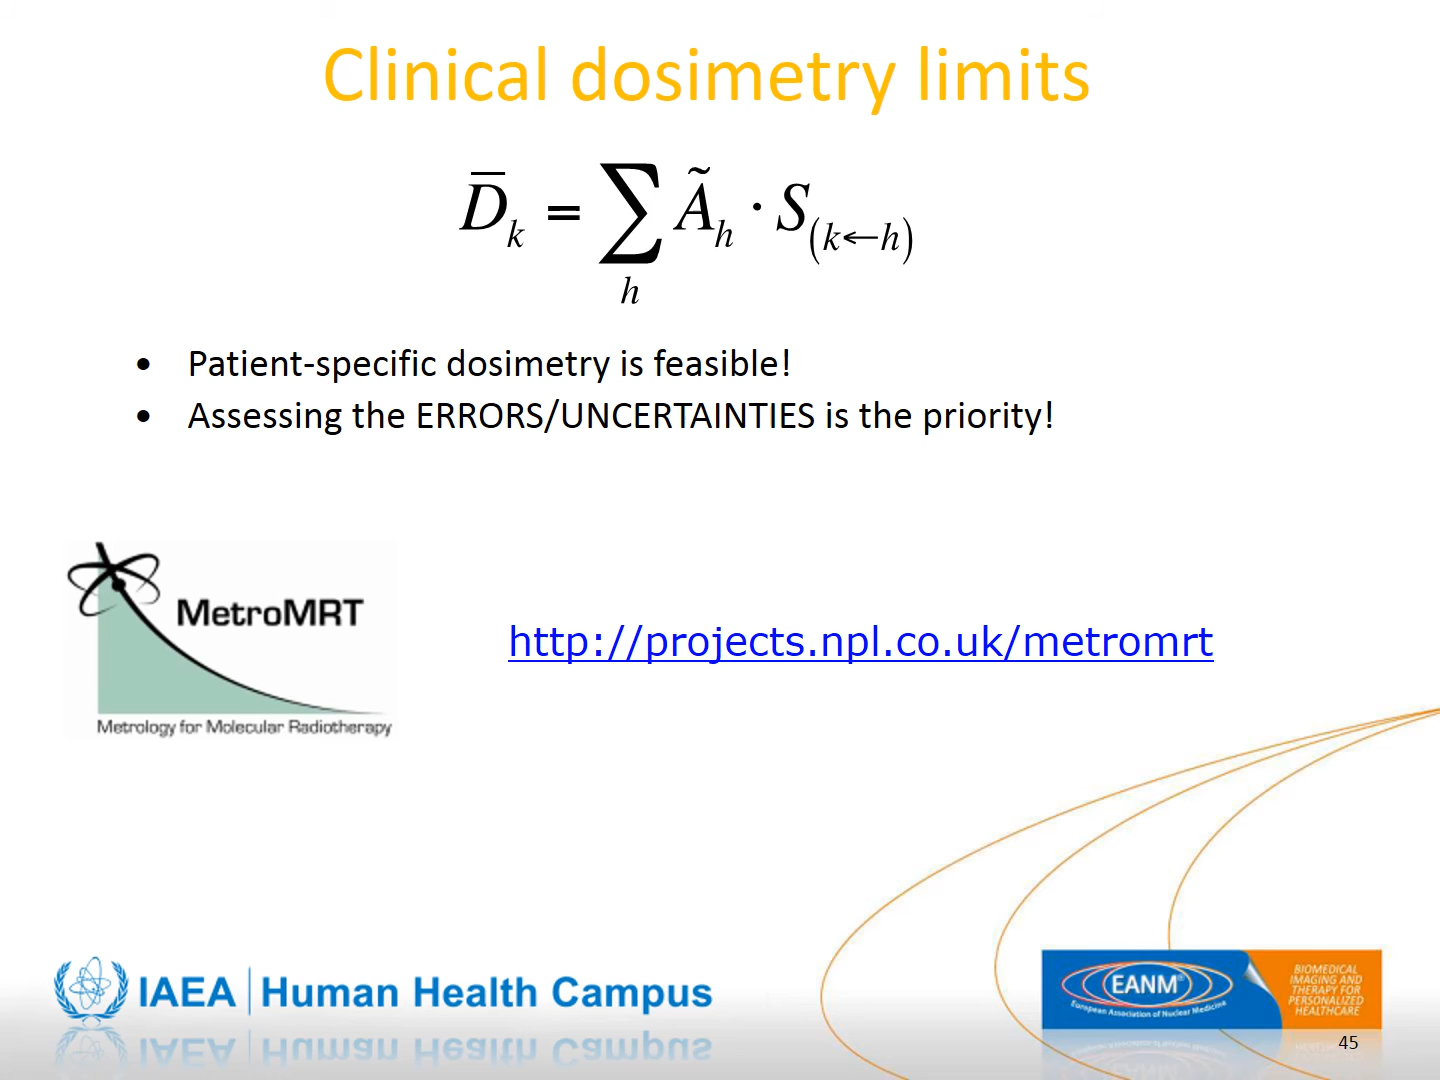 Clinical dosimetry limits
D̄k = ∑h Ãh · S(k←h)
• Patient-specific dosimetry is feasible!
• Assessing the ERRORS/UNCERTAINTIES is the priority!
MetroMRT
Metrology for Molecular Radiotherapy
http://projects.npl.co.uk/metromrt
IAEA | Human Health Campus
EANM®
European Association of Nuclear Medicine
BIOMEDICAL
IMAGING AND
THERAPY FOR
PERSONALIZED
HEALTHCARE
45